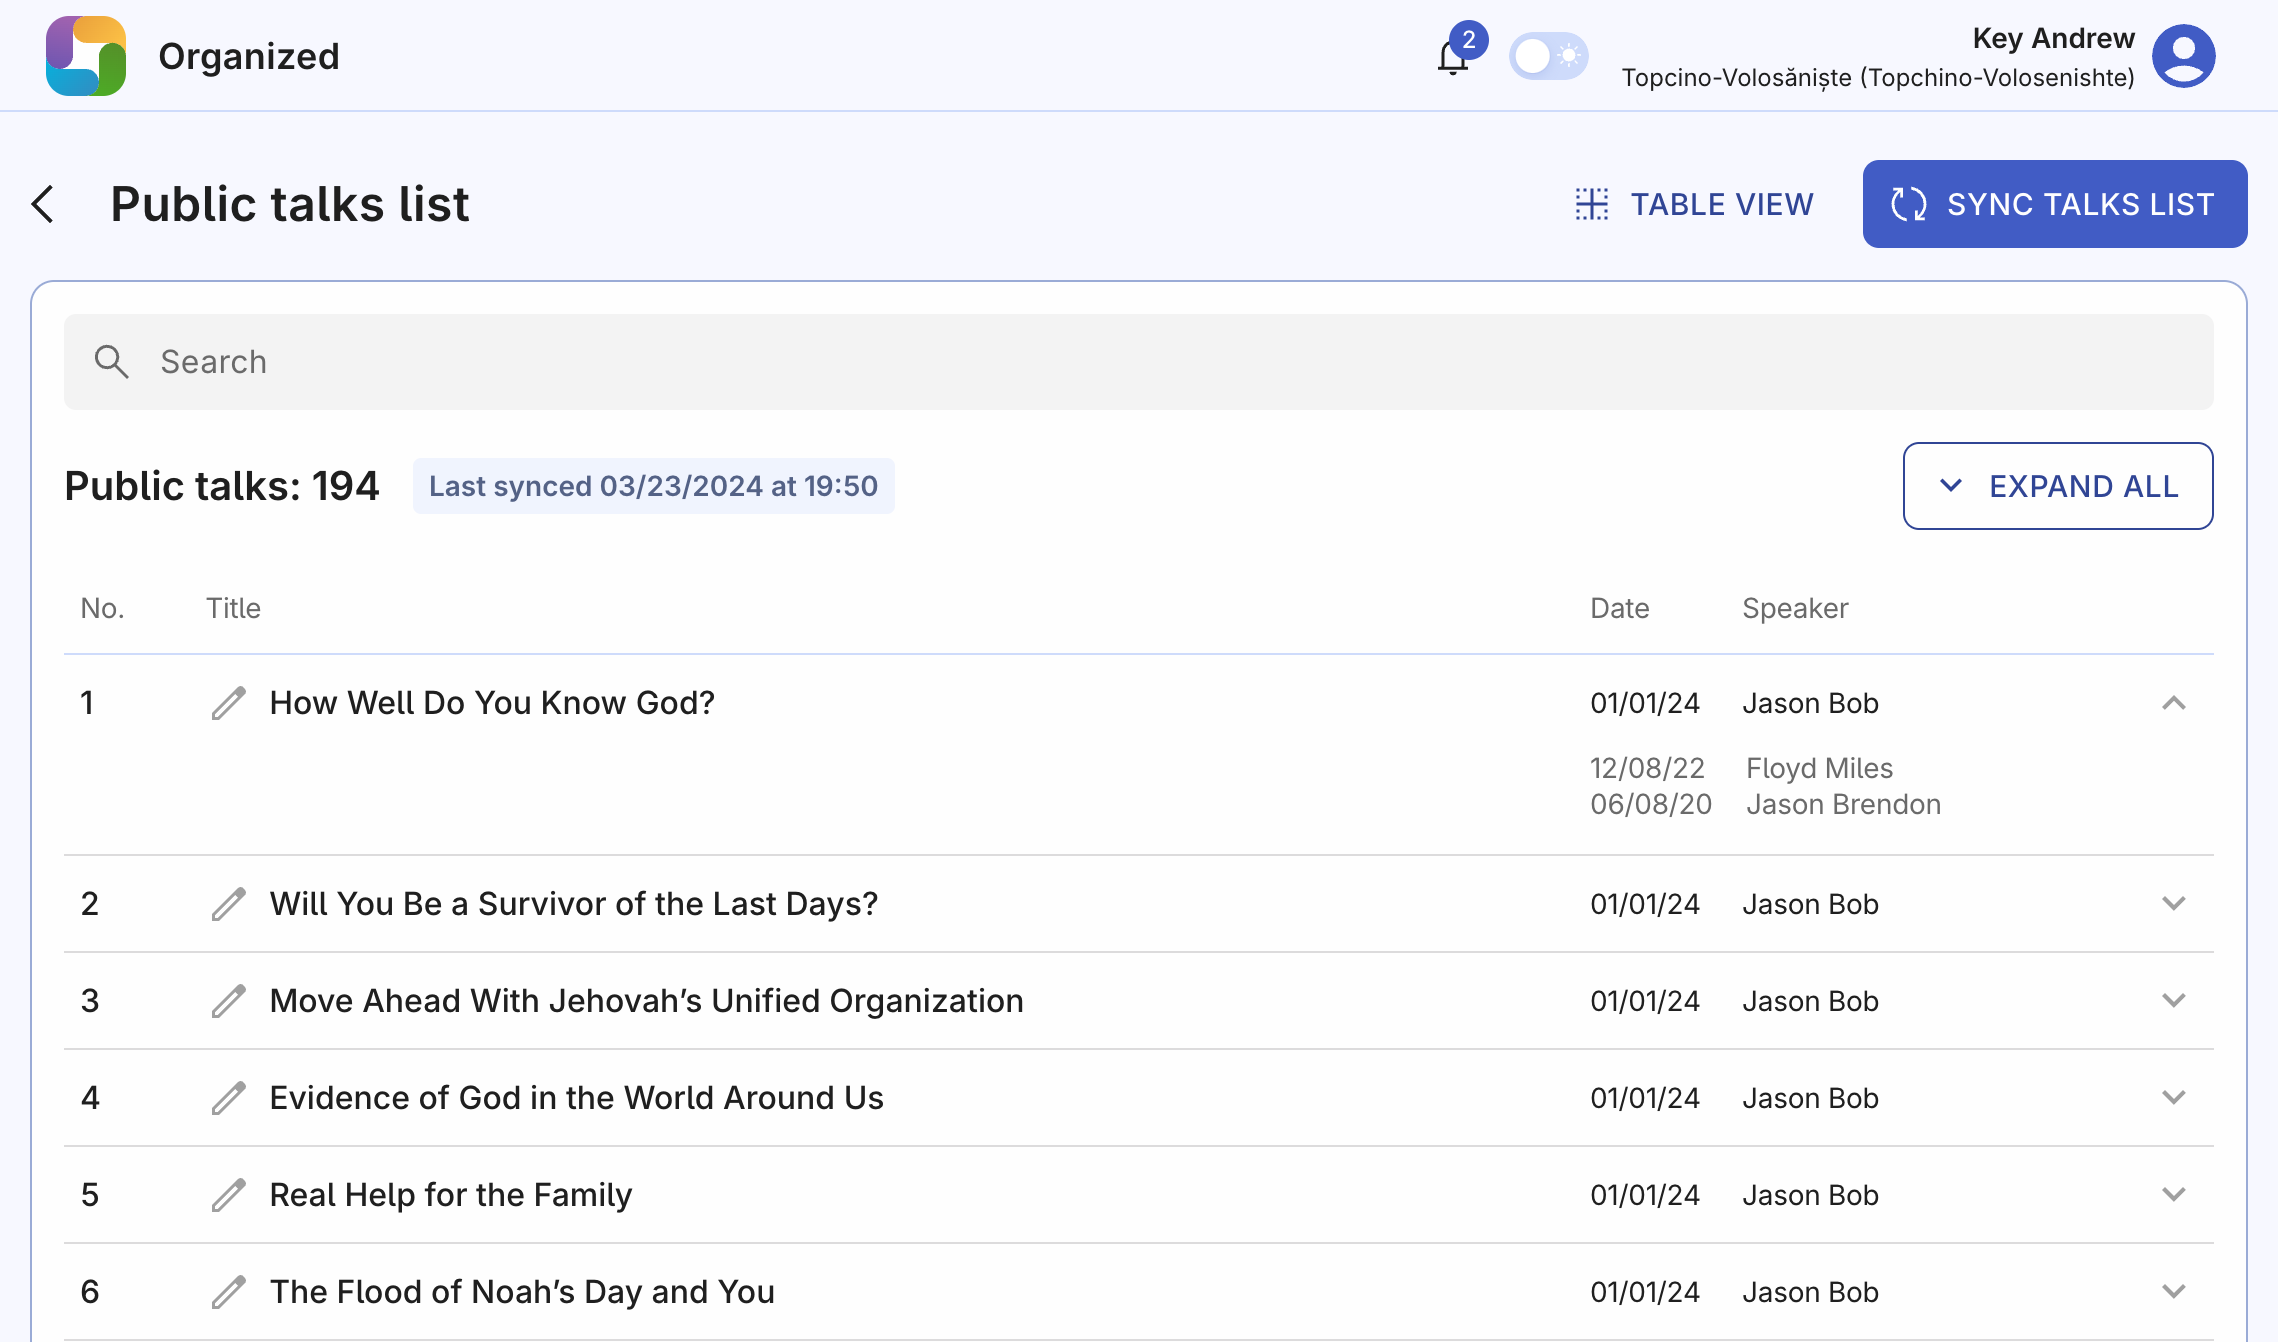 Organized
2
Key Andrew
Topcino-Volosăniște (Topchino-Volosenishte)
Public talks list
TABLE VIEW
SYNC TALKS LIST
Search
Public talks: 194
Last synced 03/23/2024 at 19:50
EXPAND ALL
No. Title Date Speaker
1 How Well Do You Know God? 01/01/24 Jason Bob
12/08/22 Floyd Miles
06/08/20 Jason Brendon
2 Will You Be a Survivor of the Last Days? 01/01/24 Jason Bob
3 Move Ahead With Jehovah’s Unified Organization 01/01/24 Jason Bob
4 Evidence of God in the World Around Us 01/01/24 Jason Bob
5 Real Help for the Family 01/01/24 Jason Bob
6 The Flood of Noah’s Day and You 01/01/24 Jason Bob